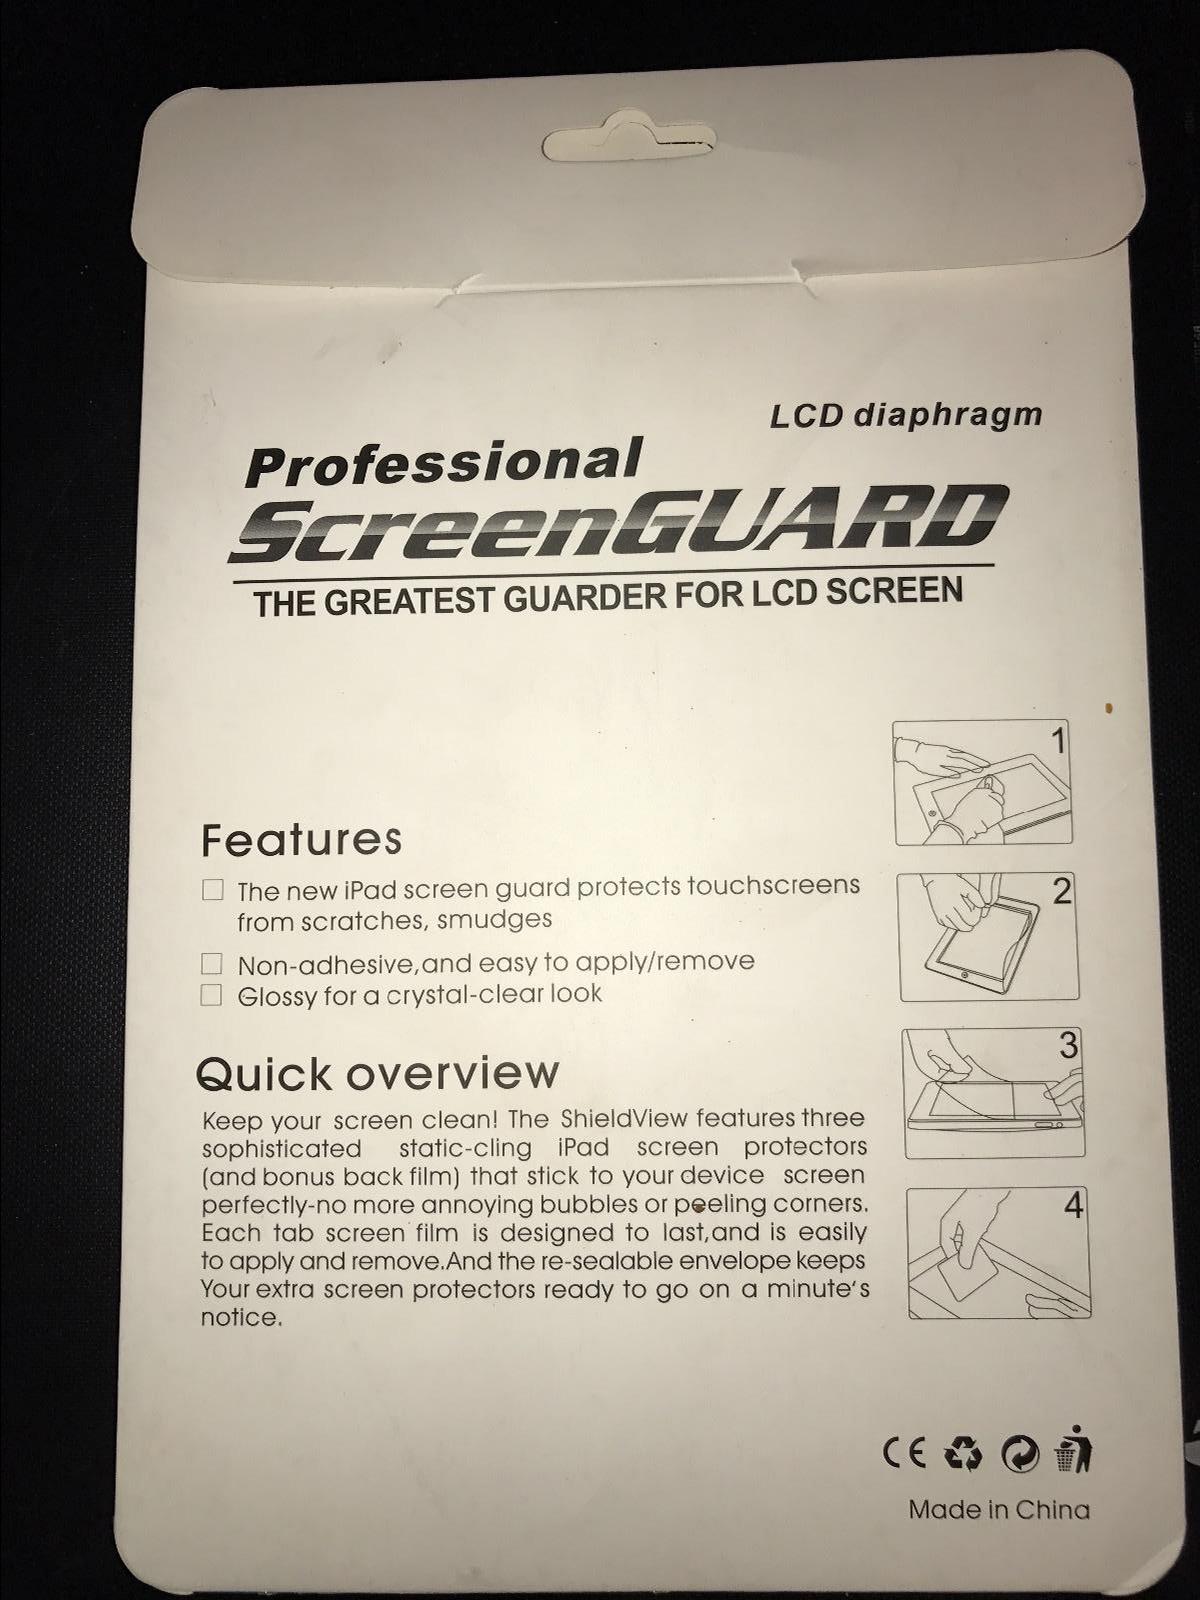 LCD diaphragm
Professional
ScreenGUARD
THE GREATEST GUARDER FOR LCD SCREEN
1
2
3
4
Features
The new iPad screen guard protects touchscreens
from scratches, smudges
Non-adhesive,and easy to apply/remove
Glossy for a crystal-clear look
Quick overview
Keep your screen clean! The ShieldView features three
sophisticated static-cling iPad screen protectors
(and bonus back film) that stick to your device screen
perfectly-no more annoying bubbles or peeling corners.
Each tab screen film is designed to last,and is easily
to apply and remove.And the re-sealable envelope keeps
Your extra screen protectors ready to go on a minute's
notice.
CE
Made in China